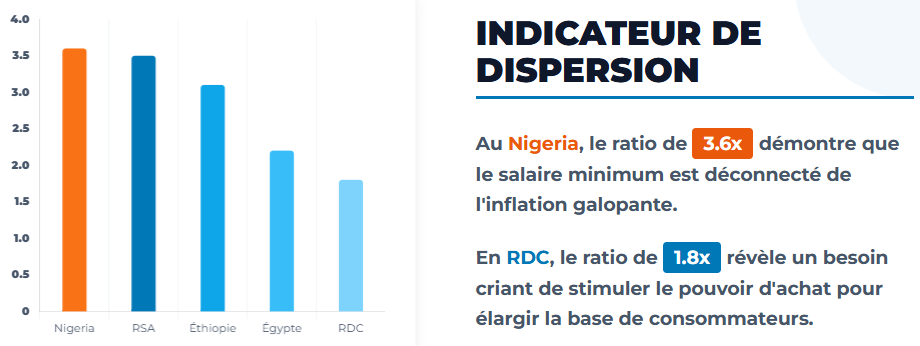 4.0
3.5
3.0
2.5
2.0
1.5
1.0
0.5
0
Nigeria RSA Éthiopie Égypte RDC
INDICATEUR DE
DISPERSION
Au Nigeria, le ratio de 3.6x démontre que
le salaire minimum est déconnecté de
l'inflation galopante.
En RDC, le ratio de 1.8x révèle un besoin
criant de stimuler le pouvoir d'achat pour
élargir la base de consommateurs.